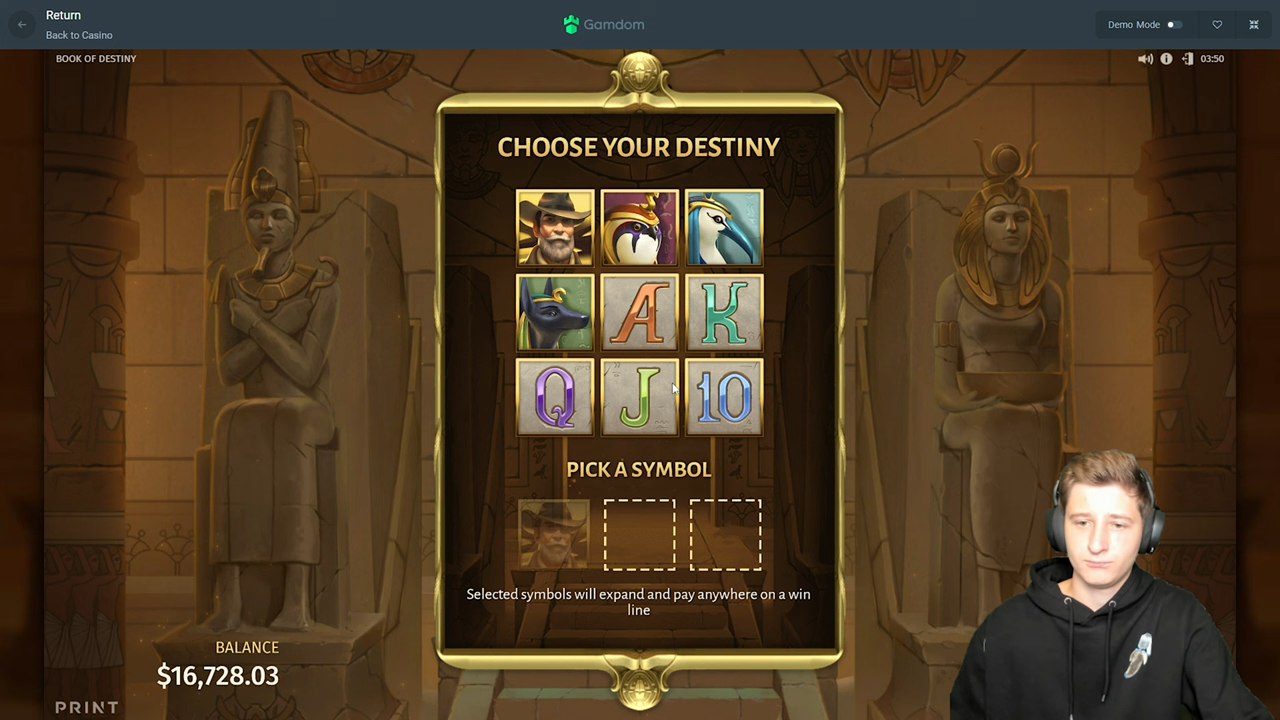 Return
Back to Casino
Gamdom
Demo Mode
BOOK OF DESTINY
03:50
CHOOSE YOUR DESTINY
A K
Q J 10
PICK A SYMBOL
Selected symbols will expand and pay anywhere on a win
line
BALANCE
$16,728.03
PRINT